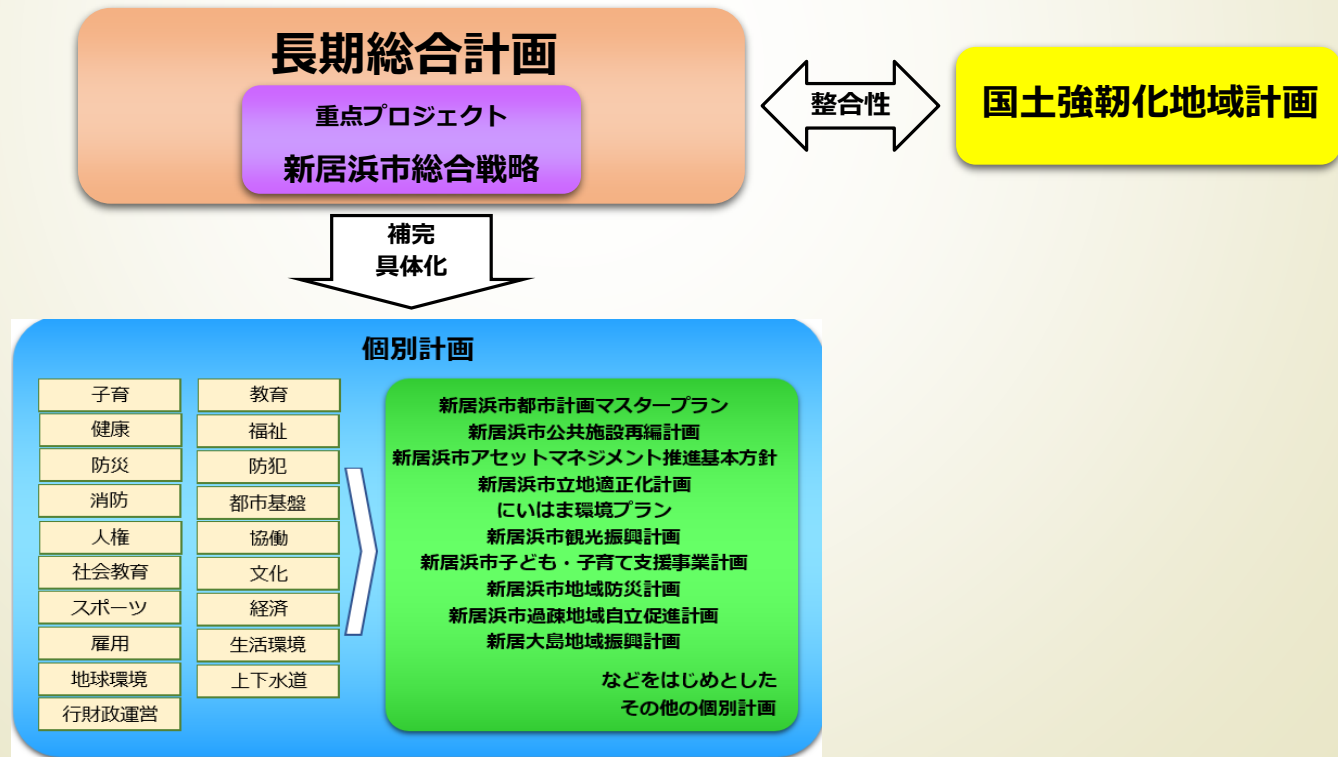 長期総合計画
重点プロジェクト
新居浜市総合戦略
整合性
国土強靭化地域計画
補完
具体化
個別計画
子育
教育
健康
福祉
防災
防犯
消防
都市基盤
人権
協働
社会教育
文化
スポーツ
経済
雇用
生活環境
地球環境
上下水道
行財政運営
新居浜市都市計画マスタープラン
新居浜市公共施設再編計画
新居浜市アセットマネジメント推進基本方針
新居浜市立地適正化計画
にいはま環境プラン
新居浜市観光振興計画
新居浜市子ども・子育て支援事業計画
新居浜市地域防災計画
新居浜市過疎地域自立促進計画
新居大島地域振興計画
などをはじめとした
その他の個別計画